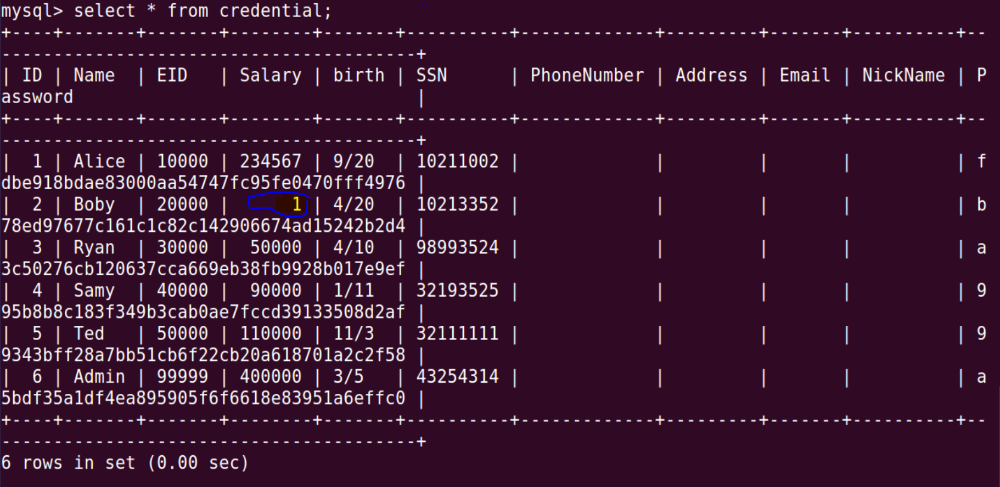 mysql> select * from credential;
+----+-------+-------+--------+-------+----------+-------------+---------+-------+----------+--
----------------------------------------+
| ID | Name  | EID   | Salary | birth | SSN      | PhoneNumber | Address | Email | NickName | P
assword                                  |
+----+-------+-------+--------+-------+----------+-------------+---------+-------+----------+--
----------------------------------------+
|  1 | Alice | 10000 | 234567 | 9/20  | 10211002 |             |         |       |          | f
dbe918bdae83000aa54747fc95fe0470fff4976 |
|  2 | Boby  | 20000 |      1 | 4/20  | 10213352 |             |         |       |          | b
78ed97677c161c1c82c142906674ad15242b2d4 |
|  3 | Ryan  | 30000 |  50000 | 4/10  | 98993524 |             |         |       |          | a
3c50276cb120637cca669eb38fb9928b017e9ef |
|  4 | Samy  | 40000 |  90000 | 1/11  | 32193525 |             |         |       |          | 9
95b8b8c183f349b3cab0ae7fccd39133508d2af |
|  5 | Ted   | 50000 | 110000 | 11/3  | 32111111 |             |         |       |          | 9
9343bff28a7bb51cb6f22cb20a618701a2c2f58 |
|  6 | Admin | 99999 | 400000 | 3/5   | 43254314 |             |         |       |          | a
5bdf35a1df4ea895905f6f6618e83951a6effc0 |
+----+-------+-------+--------+-------+----------+-------------+---------+-------+----------+--
----------------------------------------+
6 rows in set (0.00 sec)